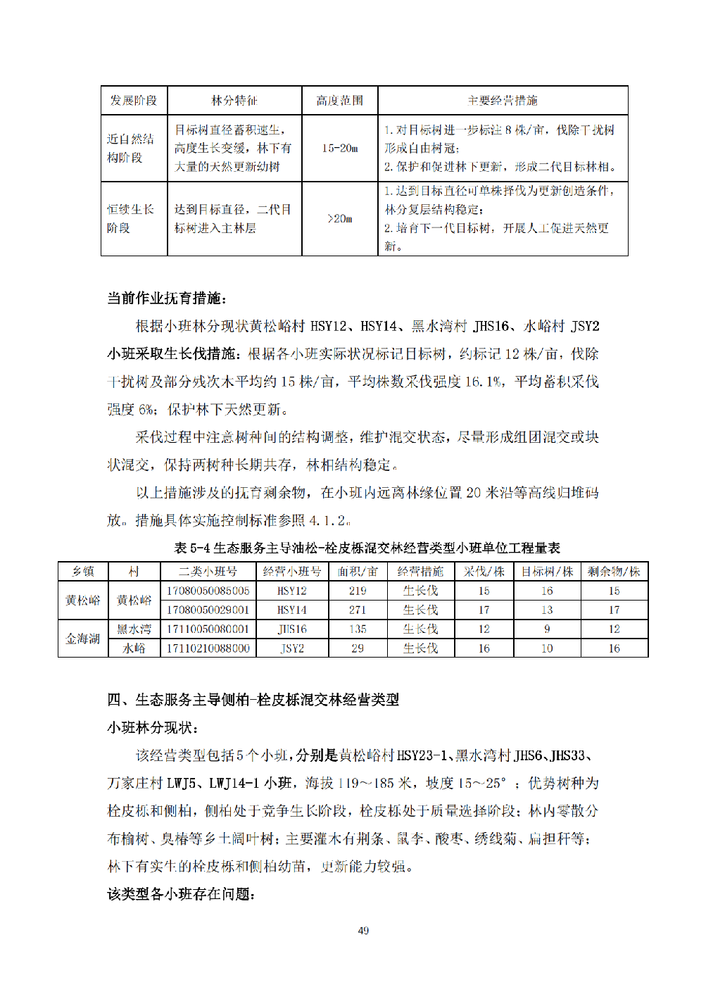 发展阶段 林分特征 高度范围 主要经营措施
近自然结构阶段 目标树直径蓄积速生，高度生长变缓，林下有大量的天然更新幼树 15-20m 1.对目标树进一步标注 8 株/亩，伐除干扰树形成自由树冠；
2.保护和促进林下更新，形成二代目标林相。
恒续生长阶段 达到目标直径，二代目标树进入主林层 >20m 1.达到目标直径可单株择伐为更新创造条件，林分复层结构稳定；
2.培育下一代目标树，开展人工促进天然更新。
当前作业抚育措施：
根据小班林分现状黄松峪村 HSY12、HSY14、黑水湾村 JHS16、水峪村 JSY2
小班采取生长伐措施：根据各小班实际状况标记目标树，约标记 12 株/亩，伐除
干扰树及部分残次木平均约 15 株/亩，平均株数采伐强度 16.1%，平均蓄积采伐
强度 6%；保护林下天然更新。
采伐过程中注意树种间的结构调整，维护混交状态，尽量形成组团混交或块
状混交，保持两树种长期共存，林相结构稳定。
以上措施涉及的抚育剩余物，在小班内远离林缘位置 20 米沿等高线归堆码
放。措施具体实施控制标准参照 4.1.2。
表 5-4 生态服务主导油松-栓皮栎混交林经营类型小班单位工程量表
乡镇 村 二类小班号 经营小班号 面积/亩 经营措施 采伐/株 目标树/株 剩余物/株
黄松峪 黄松峪 17080050085005 HSY12 219 生长伐 15 16 15
17080050029001 HSY14 271 生长伐 17 13 17
金海湖 黑水湾 17110050080001 JHS16 135 生长伐 12 9 12
水峪 17110210088000 JSY2 29 生长伐 16 10 16
四、生态服务主导侧柏-栓皮栎混交林经营类型
小班林分现状：
该经营类型包括 5 个小班，分别是黄松峪村 HSY23-1、黑水湾村 JHS6、JHS33、
万家庄村 LWJ5、LWJ14-1 小班，海拔 119～185 米，坡度 15～25°；优势树种为
栓皮栎和侧柏，侧柏处于竞争生长阶段，栓皮栎处于质量选择阶段；林内零散分
布榆树、臭椿等乡土阔叶树；主要灌木有荆条、鼠李、酸枣、绣线菊、扁担秆等；
林下有实生的栓皮栎和侧柏幼苗，更新能力较强。
该类型各小班存在问题：
49